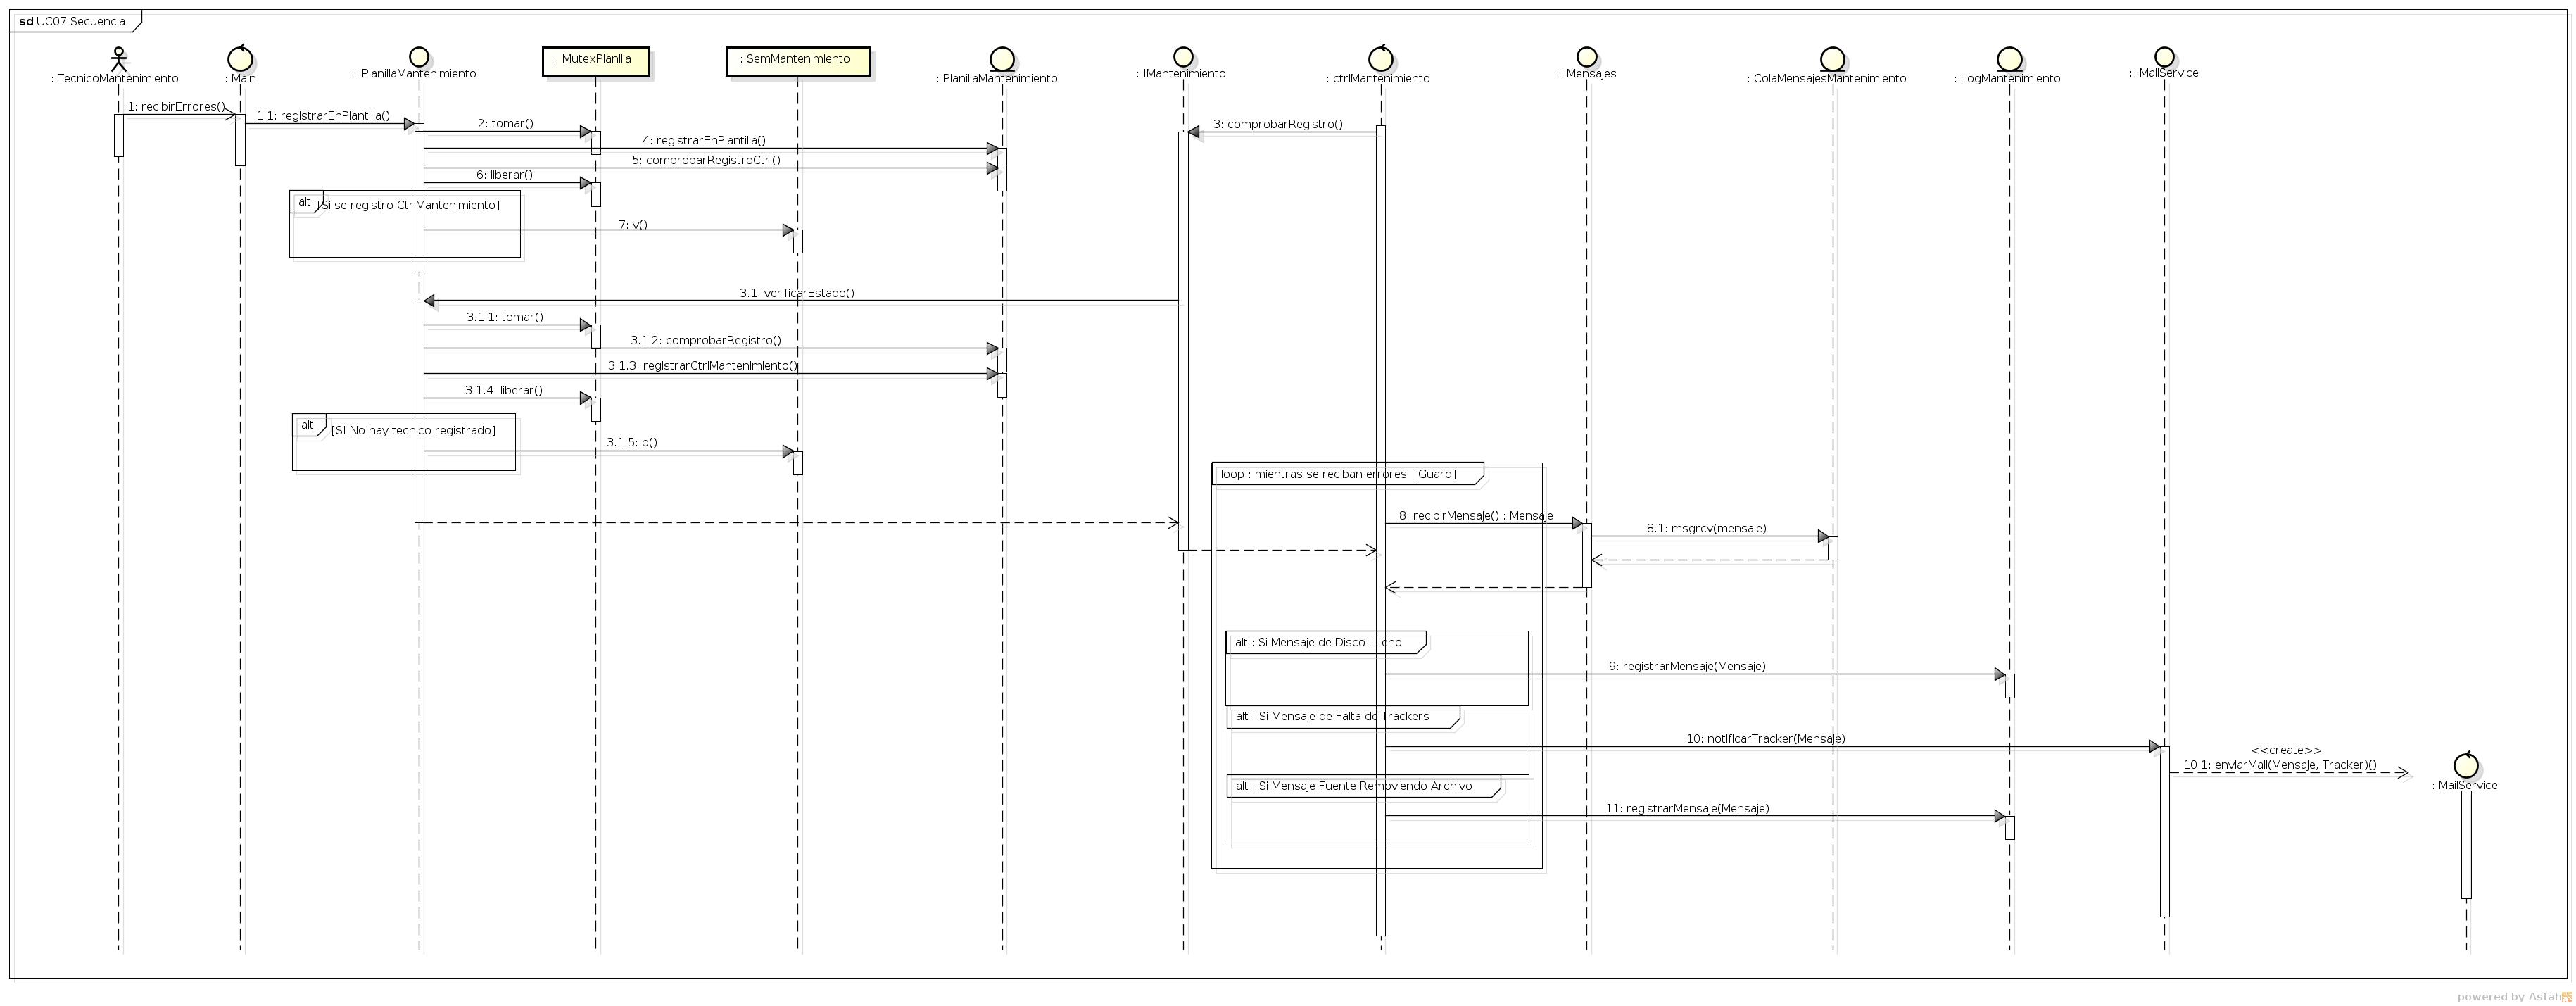 sd UC07 Secuencia
: TecnicoMantenimiento
: Main
: IPlanillaMantenimiento
: MutexPlanilla
: SemMantenimiento
: PlanillaMantenimiento
: IMantenimiento
: ctrlMantenimiento
: IMensajes
: ColaMensajesMantenimiento
: LogMantenimiento
: IMailService
1: recibirErrores()
1.1: registrarEnPlantilla()
2: tomar()
3: comprobarRegistro()
4: registrarEnPlantilla()
5: comprobarRegistroCtrl()
6: liberar()
alt [Si se registro CtrlMantenimiento]
7: v()
3.1: verificarEstado()
3.1.1: tomar()
3.1.2: comprobarRegistro()
3.1.3: registrarCtrlMantenimiento()
3.1.4: liberar()
alt [SI No hay tecnico registrado]
3.1.5: p()
loop : mientras se reciban errores [Guard]
8: recibirMensaje() : Mensaje
8.1: msgrcv(mensaje)
alt : Si Mensaje de Disco LLeno
9: registrarMensaje(Mensaje)
alt : Si Mensaje de Falta de Trackers
10: notificarTracker(Mensaje)
<<create>>
10.1: enviarMail(Mensaje, Tracker)()
: MailService
alt : Si Mensaje Fuente Removiendo Archivo
11: registrarMensaje(Mensaje)
powered by Astah